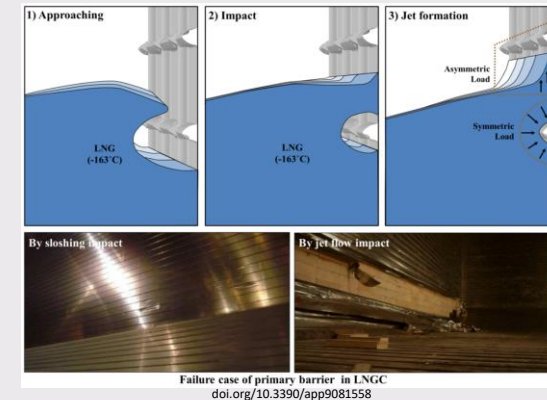 1) Approaching
2) Impact
3) Jet formation
Asymmetric
Load
LNG
(-163˚C)
LNG
(-163˚C)
Symmetric
Load
By sloshing impact
By jet flow impact
Failure case of primary barrier in LNGC
doi.org/10.3390/app9081558